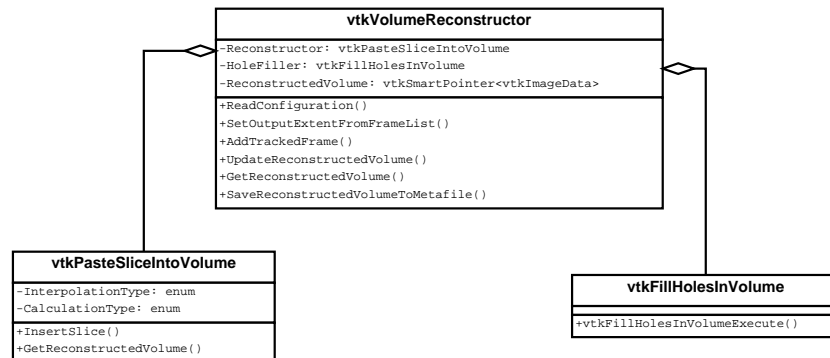 vtkVolumeReconstructor
-Reconstructor: vtkPasteSliceIntoVolume
-HoleFiller: vtkFillHolesInVolume
-ReconstructedVolume: vtkSmartPointer<vtkImageData>
+ReadConfiguration()
+SetOutputExtentFromFrameList()
+AddTrackedFrame()
+UpdateReconstructedVolume()
+GetReconstructedVolume()
+SaveReconstructedVolumeToMetafile()
vtkPasteSliceIntoVolume
-InterpolationType: enum
-CalculationType: enum
+InsertSlice()
+GetReconstructedVolume()
vtkFillHolesInVolume
+vtkFillHolesInVolumeExecute()